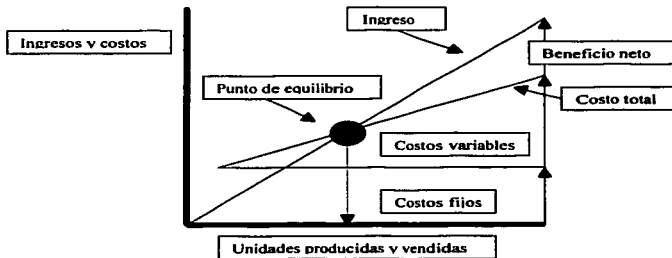 Ingreso
Ingresos y costos
Beneficio neto
Punto de equilibrio
Costo total
Costos variables
Costos fijos
Unidades producidas y vendidas